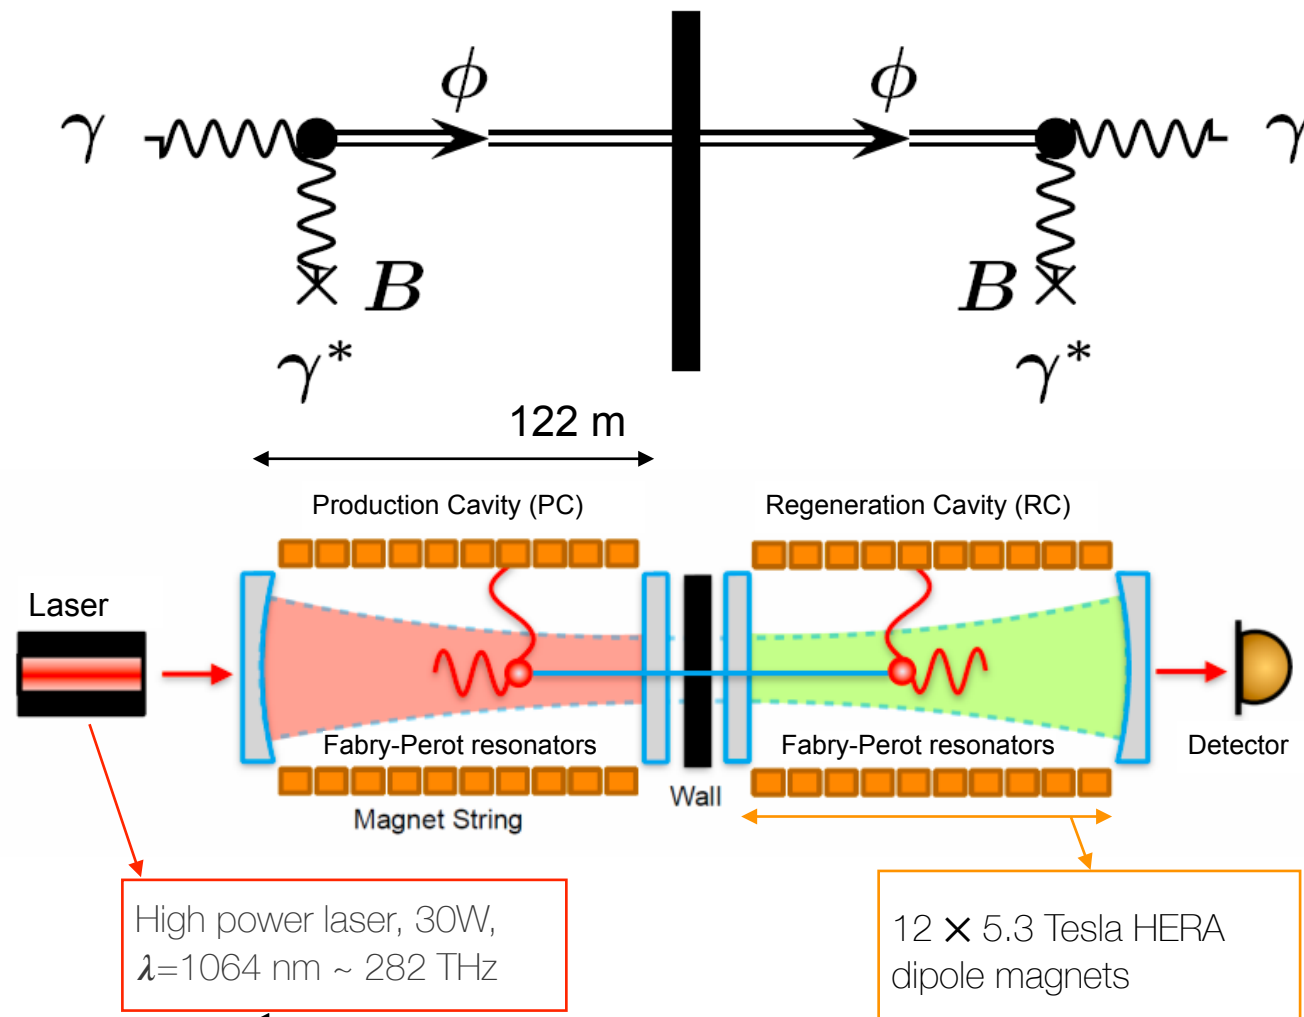 ϕ ϕ
γ γ
B B
γ* γ*
122 m
Production Cavity (PC) Regeneration Cavity (RC)
Laser
Fabry-Perot resonators Fabry-Perot resonators Detector
Wall
Magnet String
High power laser, 30W,
λ=1064 nm ~ 282 THz
12 × 5.3 Tesla HERA
dipole magnets